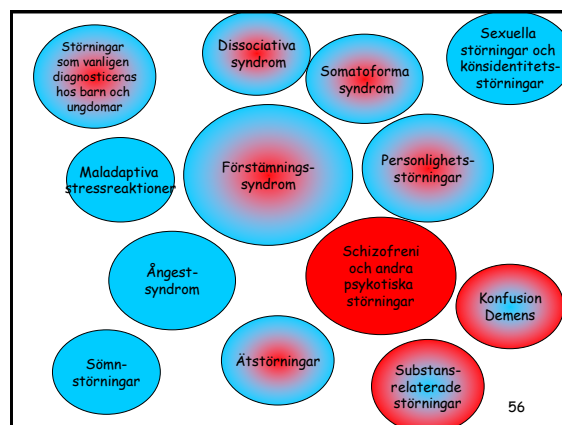 Störningar
som vanligen
diagnosticeras
hos barn och
ungdomar
Dissociativa
syndrom
Somatoforma
syndrom
Sexuella
störningar och
könsidentitets-
störningar
Maladaptiva
stressreaktioner
Förstämnings-
syndrom
Personlighets-
störningar
Ångest-
syndrom
Schizofreni
och andra
psykotiska
störningar
Konfusion
Demens
Sömn-
störningar
Ätstörningar
Substans-
relaterade
störningar
56